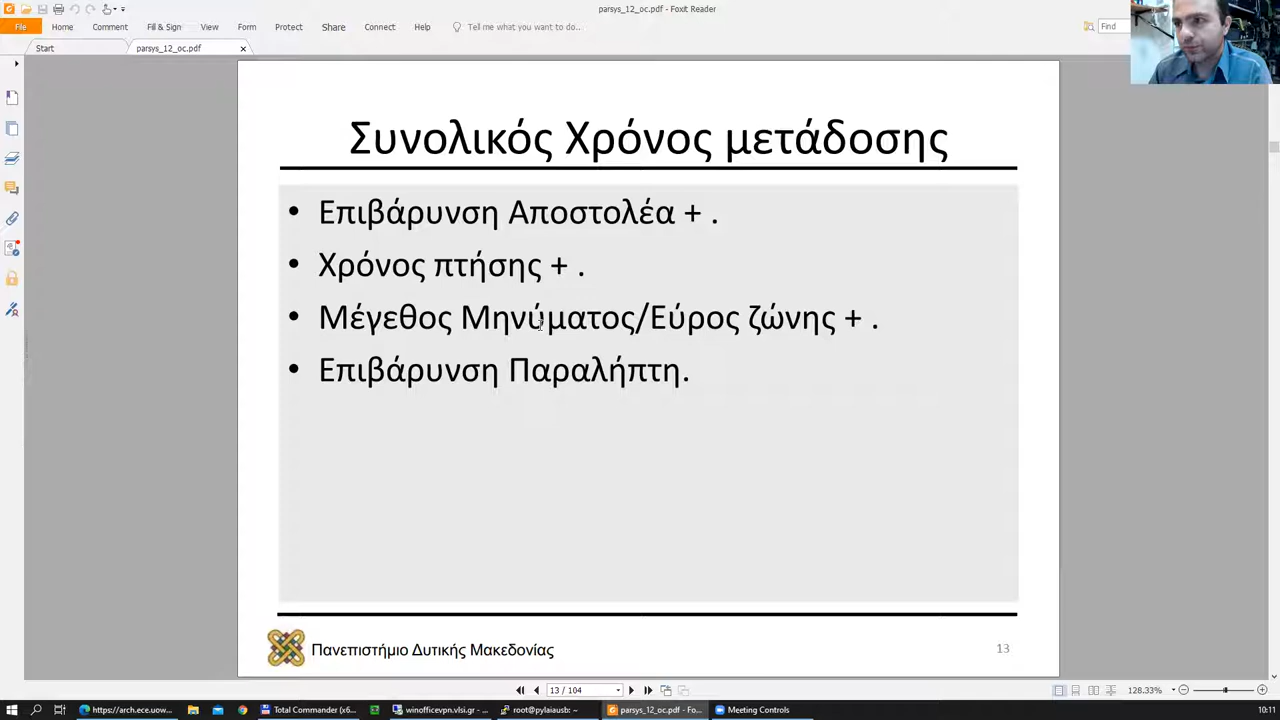 parsys_12_oc.pdf - Foxit Reader
File Home Comment Fill & Sign View Form Protect Share Connect Help Tell me what you want to do.. Find
Start parsys_12_oc.pdf
Συνολικός Χρόνος μετάδοσης
• Επιβάρυνση Αποστολέα + .
• Χρόνος πτήσης + .
• Μέγεθος Μηνύματος/Εύρος ζώνης + .
• Επιβάρυνση Παραλήπτη.
Πανεπιστήμιο Δυτικής Μακεδονίας 13
13 / 104 128.33%
https://arch.ece.uow... Total Commander (x6... winofficevpn.vlsi.gr - ... root@pylaiausb: ~ parsys_12_oc.pdf - Fo... Meeting Controls 10:11